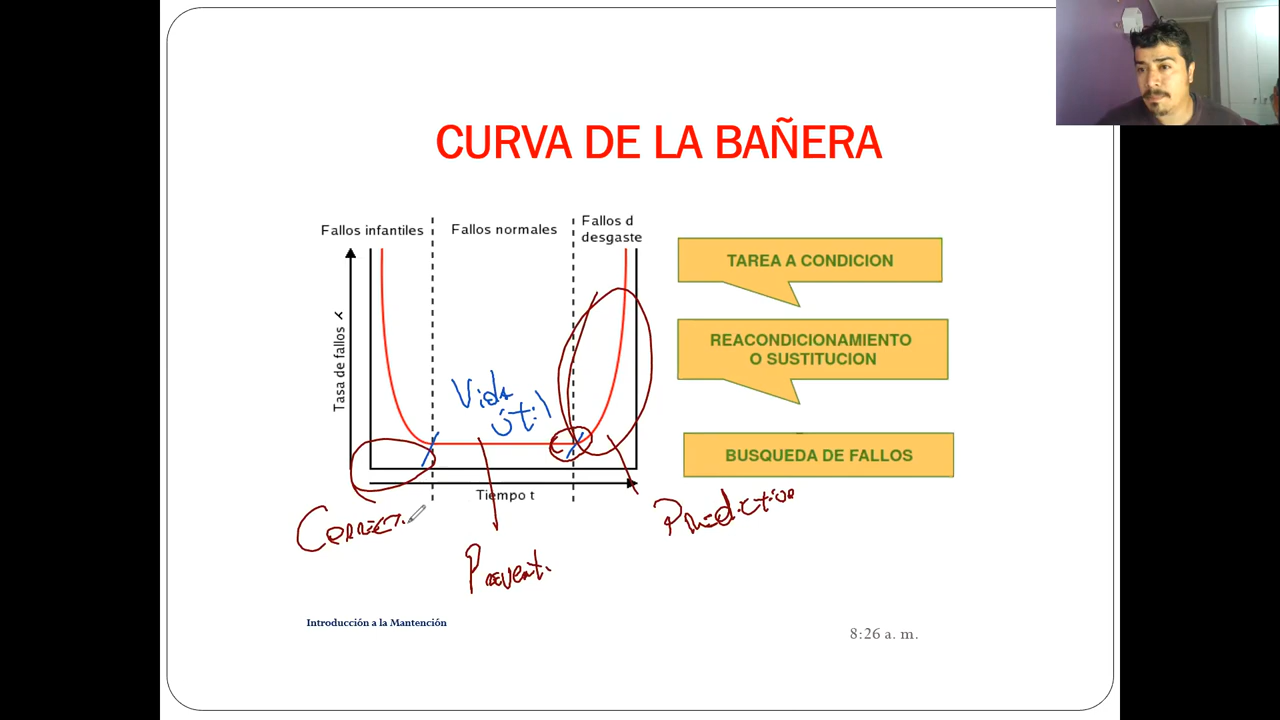 CURVA DE LA BAÑERA
Fallos infantiles
Fallos normales
Fallos d
desgaste
Tasa de fallos λ
Vida
útil
Tiempo t
Correcti
Prevent.
Predictivo
TAREA A CONDICION
REACONDICIONAMIENTO
O SUSTITUCION
BUSQUEDA DE FALLOS
Introducción a la Mantención
8:26 a. m.